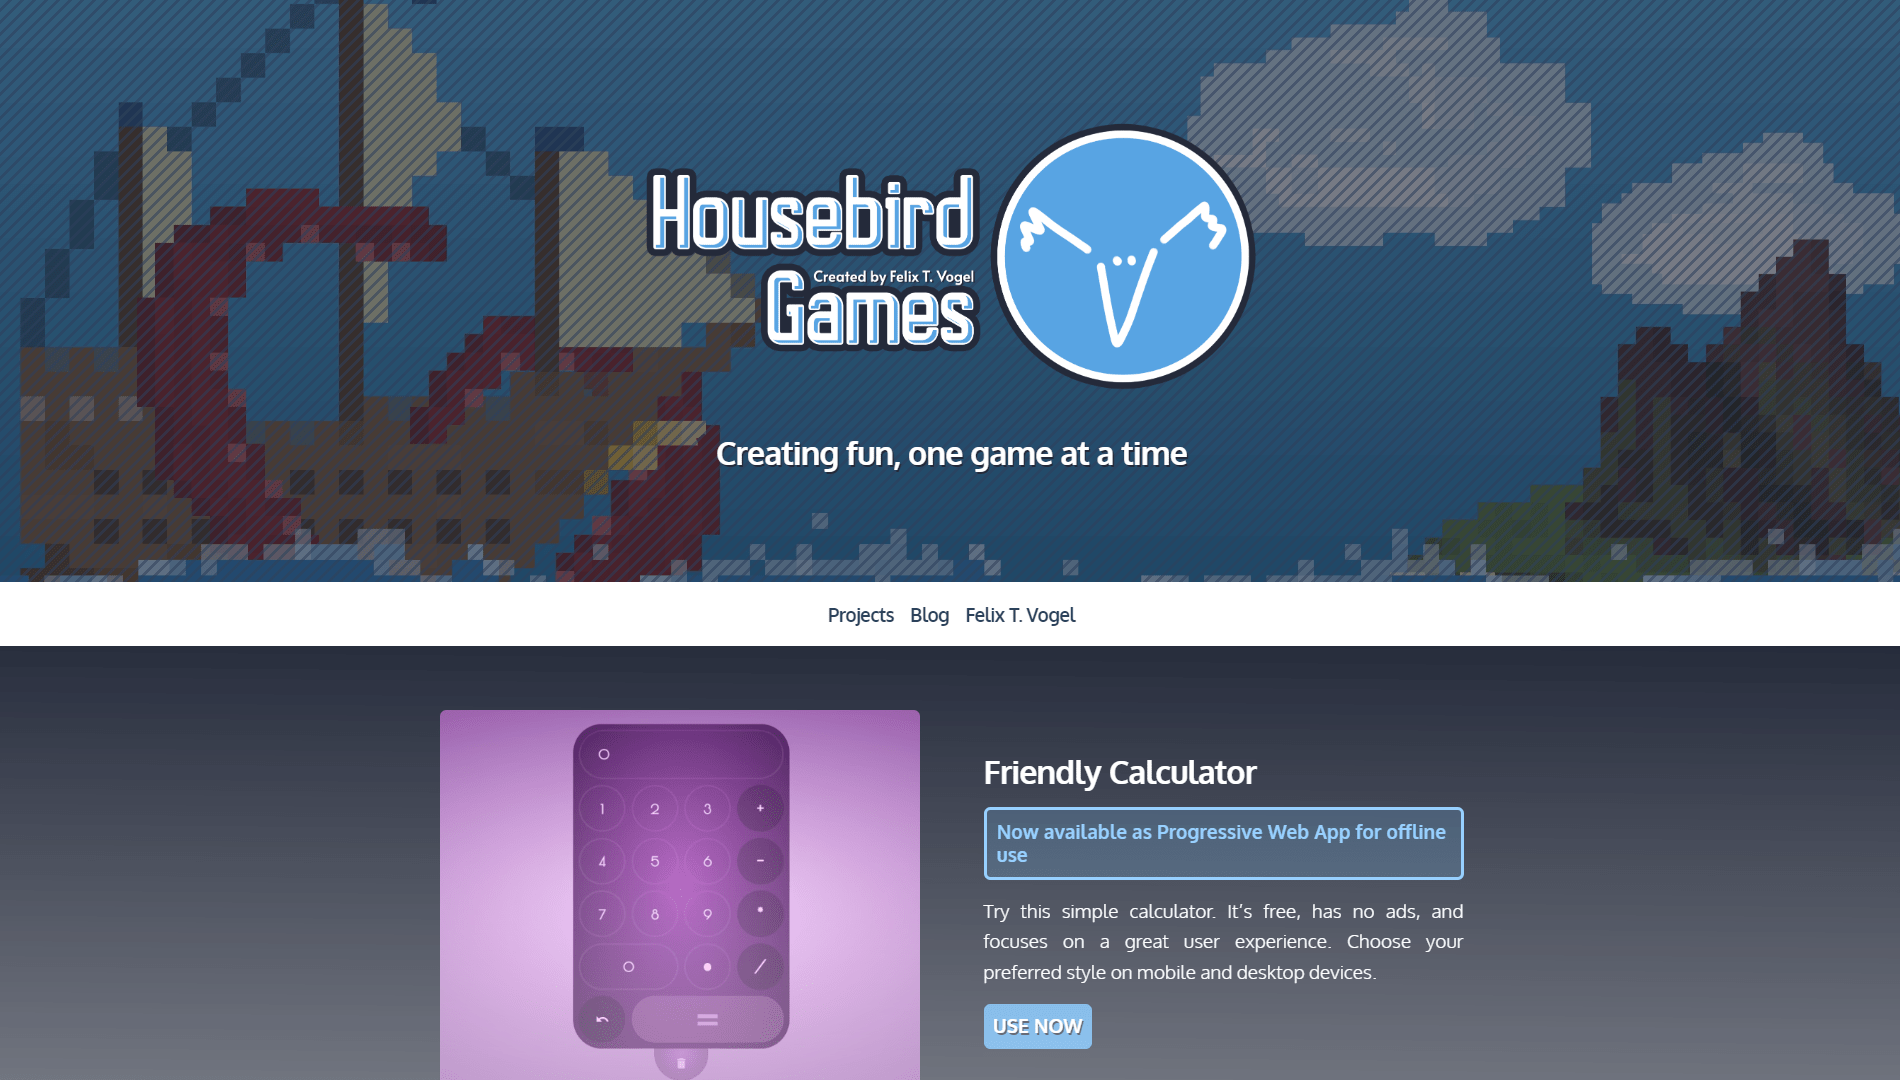 Housebird
Created by Felix T. Vogel
Games
Creating fun, one game at a time
Projects Blog Felix T. Vogel
0
1 2 3 +
4 5 6 -
7 8 9 *
0 . /
=
Friendly Calculator
Now available as Progressive Web App for offline
use
Try this simple calculator. It’s free, has no ads, and
focuses on a great user experience. Choose your
preferred style on mobile and desktop devices.
USE NOW